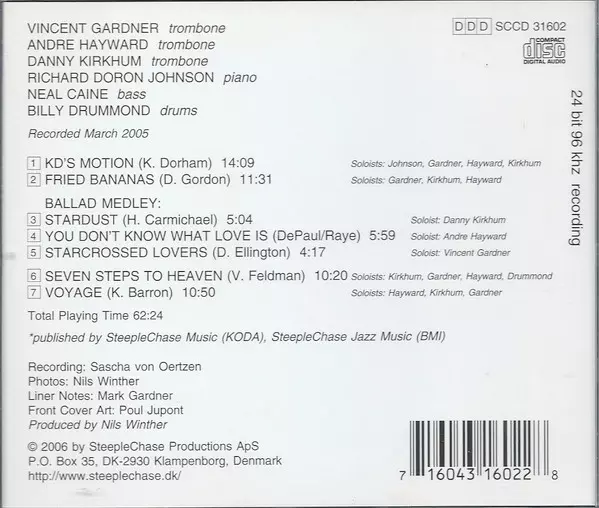 VINCENT GARDNER trombone
ANDRE HAYWARD trombone
DANNY KIRKHUM trombone
RICHARD DORON JOHNSON piano
NEAL CAINE bass
BILLY DRUMMOND drums
Recorded March 2005
DDD SCCD 31602
COMPACT
disc
DIGITAL AUDIO
24 bit 96 khz recording
1 KD'S MOTION (K. Dorham) 14:09 Soloists: Johnson, Gardner, Hayward, Kirkhum
2 FRIED BANANAS (D. Gordon) 11:31 Soloists: Gardner, Kirkhum, Hayward
BALLAD MEDLEY:
3 STARDUST (H. Carmichael) 5:04 Soloist: Danny Kirkhum
4 YOU DON'T KNOW WHAT LOVE IS (DePaul/Raye) 5:59 Soloist: Andre Hayward
5 STARCROSSED LOVERS (D. Ellington) 4:17 Soloist: Vincent Gardner
6 SEVEN STEPS TO HEAVEN (V. Feldman) 10:20 Soloists: Kirkhum, Gardner, Hayward, Drummond
7 VOYAGE (K. Barron) 10:50 Soloists: Hayward, Kirkhum, Gardner
Total Playing Time 62:24
*published by SteepleChase Music (KODA), SteepleChase Jazz Music (BMI)
Recording: Sascha von Oertzen
Photos: Nils Winther
Liner Notes: Mark Gardner
Front Cover Art: Poul Jupont
Produced by Nils Winther
© 2006 by SteepleChase Productions ApS
P.O. Box 35, DK-2930 Klampenborg, Denmark
http://www.steeplechase.dk/
7 16043 16022 8